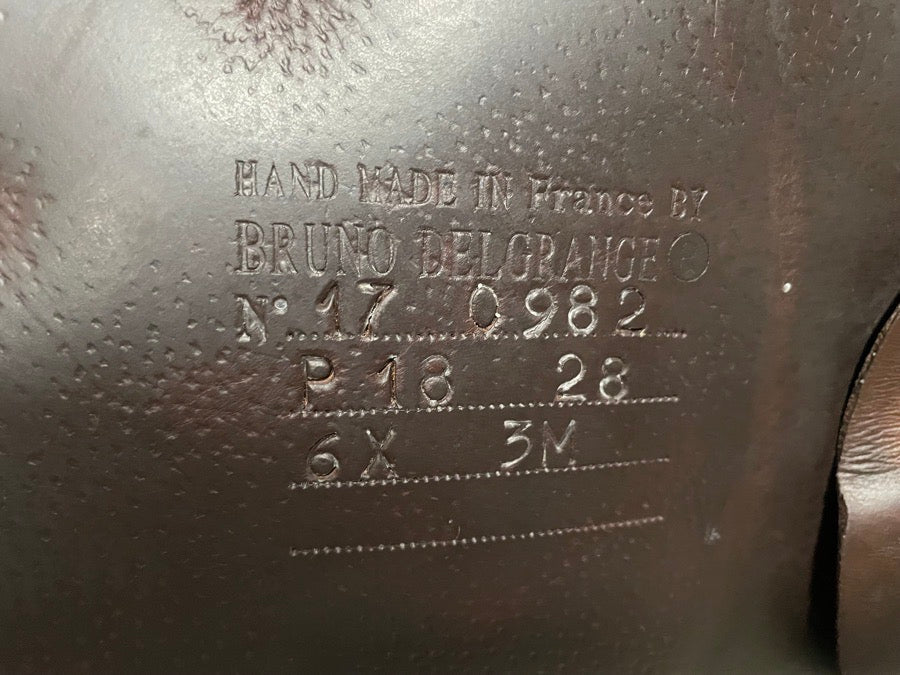 HAND MADE IN France BY
BRUNO DELGRANGE ®
N° 17 0982
P 18 28
6X 3M